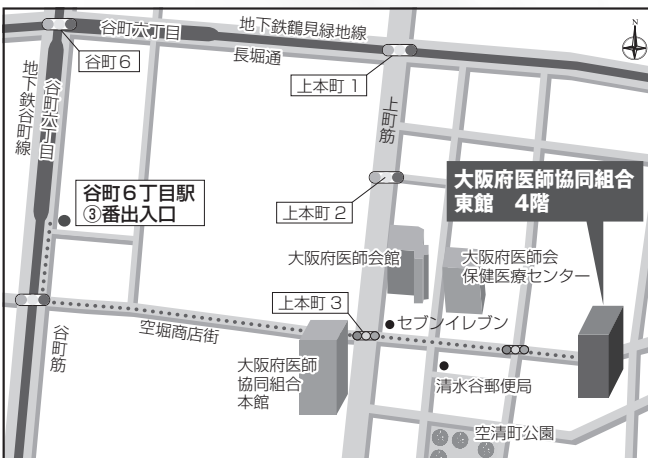 谷町六丁目
地下鉄鶴見緑地線
N
谷町6
長堀通
上本町1
地下鉄谷町線
谷町六丁目
上町筋
谷町6丁目駅
③番出入口
上本町2
大阪府医師協同組合
東館 4階
大阪府医師会館
大阪府医師会
保健医療センター
上本町3
セブンイレブン
空堀商店街
谷町筋
大阪府医師
協同組合
本館
清水谷郵便局
空清町公園